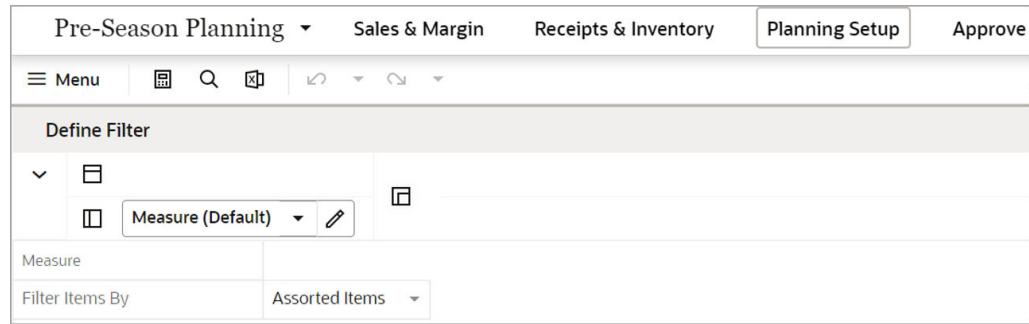 Pre-Season Planning Sales & Margin Receipts & Inventory Planning Setup Approve
Menu
Define Filter
Measure (Default)
Measure
Filter Items By Assorted Items